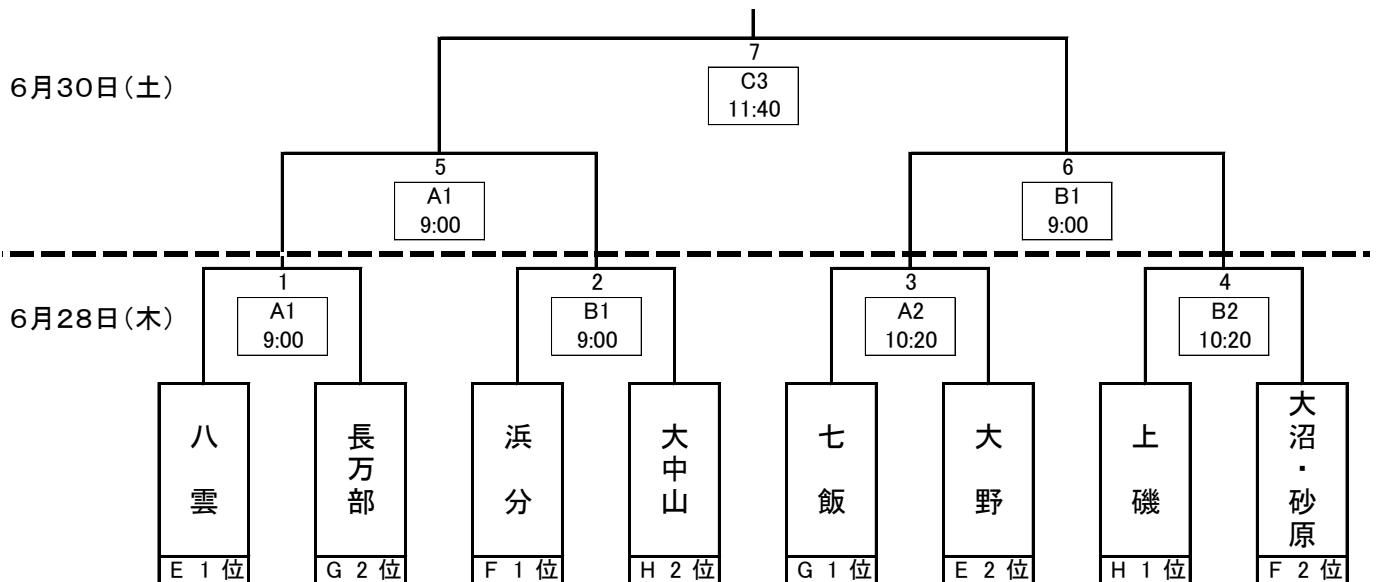 7
C3
11:40
6月30日(土)
5
6
A1
B1
9:00
9:00
1
2
3
4
6月28日(木)
A1
B1
A2
B2
9:00
9:00
10:20
10:20
八雲
長万部
浜分
大中山
七飯
大野
上磯
大沼・砂原
E 1 位
G 2 位
F 1 位
H 2 位
G 1 位
E 2 位
H 1 位
F 2 位